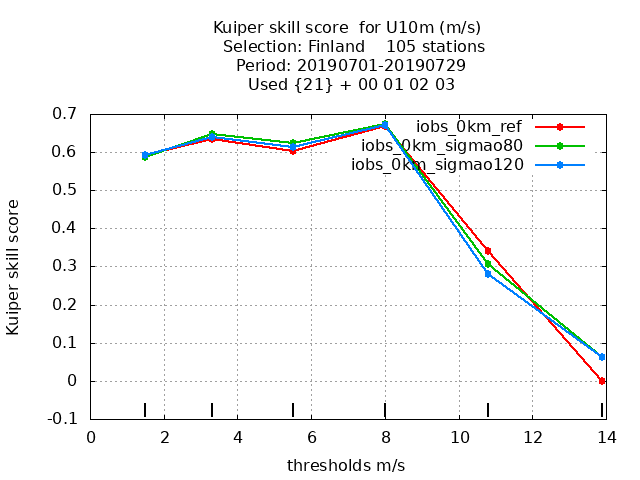 Kuiper skill score  for U10m (m/s)
Selection: Finland    105 stations
Period: 20190701-20190729
Used {21} + 00 01 02 03
iobs_0km_ref
iobs_0km_sigmao80
iobs_0km_sigmao120
Kuiper skill score
0.7
0.6
0.5
0.4
0.3
0.2
0.1
0
-0.1
0 2 4 6 8 10 12 14
thresholds m/s